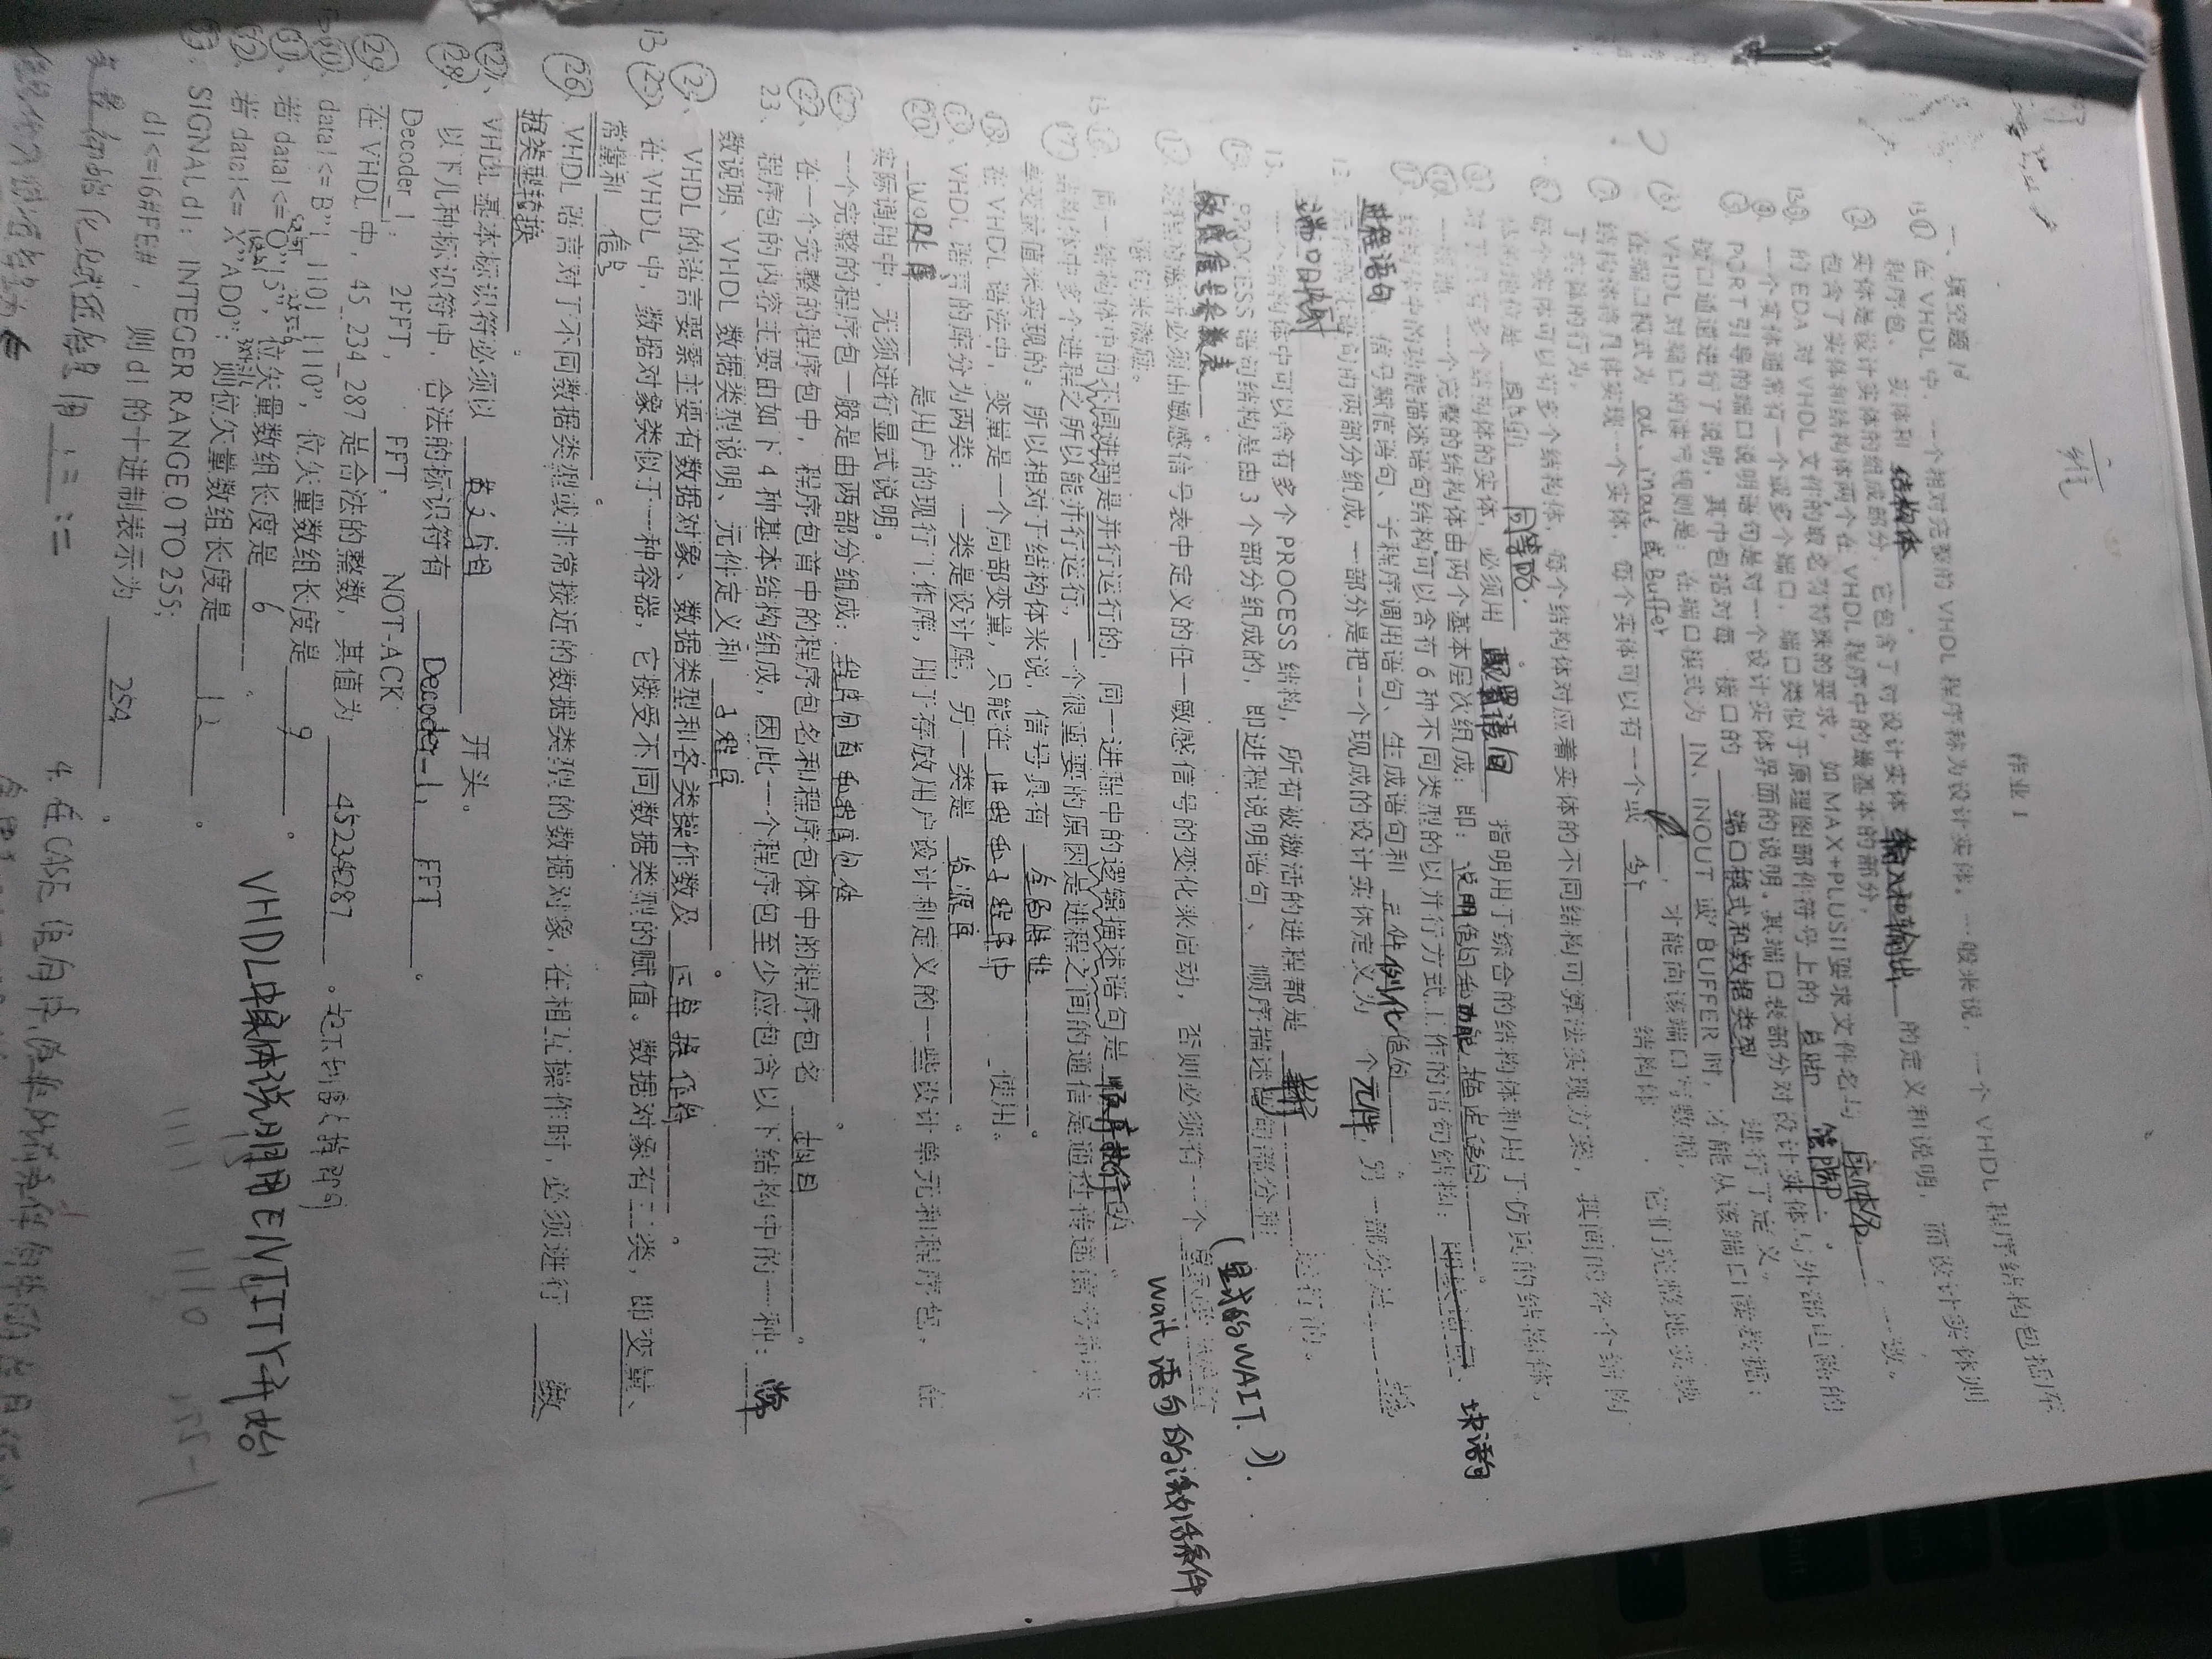 雍
作业 1
一、填空题
13① 在 VHDL 中，一个相对完整的 VHDL 程序称为设计实体。一般来说，一个 VHDL 程序结构包括库
程序包、实体和 结构体 。
② 实体是设计实体的组成部分，它包含了对设计实体 输入和输出 的定义和说明，而设计实体则
包含了实体和结构体两个在 VHDL 程序中的最基本的部分，
13③ 的 EDA 对 VHDL 文件的取名有特殊的要求，如 MAX+PLUSII 要求文件名与 实体名 一致。
④ 一个实体通常有一个或多个端口，端口类似于原理图部件符号上的 管脚 。
⑤ PORT 引导的端口说明语句是对一个设计实体界面的说明。其端口表部分对设计实体与外部电路的
接口通道进行了说明，其中包括对每一接口的 端口模式和数据类型 进行了定义。
⑥ VHDL 对端口的读写规则是：在端口模式为 IN、INOUT 或 BUFFER 时，才能从该端口读数据；
在端口模式为 out、inout 或 Buffer ，才能向该端口写数据，
⑦ 结构体将具体实现一个实体，每个实体可以有一个或 多个 结构体 ，它们完整地实现
了实体的行为。
⑧ 每个实体可以有多个结构体，每个结构体对应着实体的不同结构可算法实现方案，其间的各个结构
体的地位是 同等的 。
⑨ 对于具有多个结构体的实体，必须用 配置语句 指明用于综合的结构体和用于仿真的结构体。
⑩ 一般地，一个完整的结构体由两个基本层次组成：即：说明语句和功能描述语句
11、结构体中的功能描述语句结构可以含有 6 种不同类型的以并行方式工作的语句结构： 块语句
进程语句、信号赋值语句、子程序调用语句、生成语句和 元件例化语句 。
12、元件例化语句由两部分组成，一部分是把一个现成的设计实体定义为一个元件，另一部分是
端口映射
13、一个结构体中可以含有多个 PROCESS 结构，所有被激活的进程都是 并行 运行的。
14、PROCESS 语句结构是由 3 个部分组成的，即进程说明语句 、 顺序描述语句部分和
敏感信号参数表 。
(显式的WAIT )
15、进程的激活必须由敏感信号表中定义的任一敏感信号的变化来启动，否则必须有一个 显式的 WAIT
语句来激励。
wait 语句的激活条件
13 16、同一结构体中的不同进程是并行运行的，同一进程中的逻辑描述语句是 顺序执行的 。
17、结构体中多个进程之所以能并行运行，一个很重要的原因是进程之间的通信是通过传递信号和共
享变量值来实现的。所以相对于结构体来说，信号具有 全局特性 。
18、在 VHDL 语法中，变量是一个局部变量，只能在 进程和子程序中 使用。
19、VHDL 语言的库分为两类： 一类是设计库，另一类是 资源库 。
20、WORK 库 是用户的现行工作库，用于存放用户设计和定义的一些设计单元和程序包， 在
实际调用中，无须进行显式说明。
21、一个完整的程序包一般是由两部分组成：程序包首和程序包体 。
22、在一个完整的程序包中，程序包首中的程序包名和程序包体中的程序包名 相同 。
23、程序包的内容主要由如下 4 种基本结构组成，因此一个程序包至少应包含以下结构中的一种：常
数说明、VHDL 数据类型说明、元件定义和 子程序 。
24、VHDL 的语言要素主要有数据对象、数据类型和各类操作数及 运算操作符 。
13 25、在 VHDL 中，数据对象类似于一种容器，它接受不同数据类型的赋值。数据对象有三类，即变量、
常量和 信号 。
26、VHDL 语言对于不同数据类型或非常接近的数据类型的数据对象，在相互操作时，必须进行 数
据类型转换 。
27、VHDL 基本标识符必须以 英文字母 开头。
28、以下几种标识符中，合法的标识符有 Decoder_1, FFT 。
Decoder_1, 2FFT, FFT, NOT-ACK
29、在 VHDL 中，45_234_287 是合法的整数，其值为 45234287 。
30、data1<= B"1_1101_1110"，位矢量数组长度是 9 。
31、若 data1<= O"15"，位矢量数组长度是 6 。
VHDL中实体说明用ENTITY开始
32、若 data1<= X"AD0"；则位矢量数组长度是 12 。
33、SIGNAL d1：INTEGER RANGE 0 TO 255;
1111 1110 255-1
d1<=16#FE# ， 则 d1 的十进制表示为 254 。
变量初始化赋值符号是用 :=
4. 在CASE 语句中,